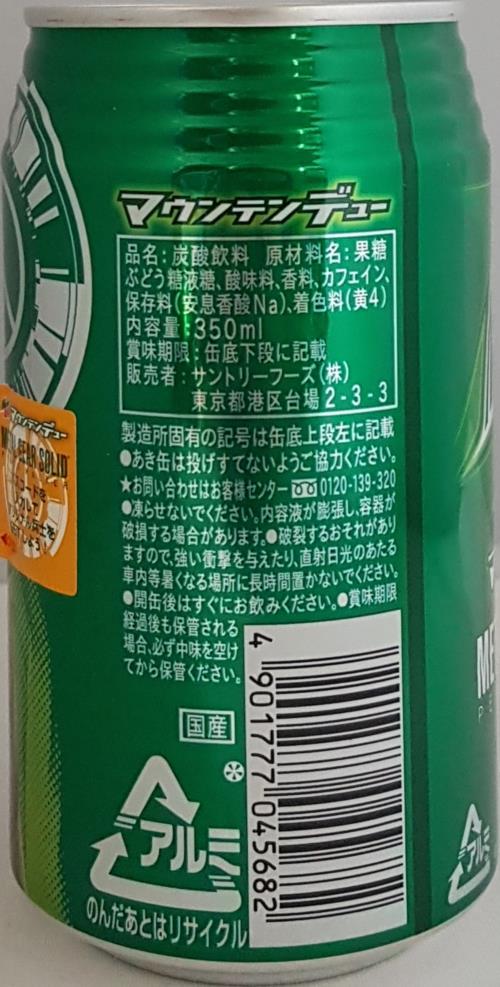 マウンテンデュー
品名:炭酸飲料 原材料名:果糖
ぶどう糖液糖、酸味料、香料、カフェイン、
保存料(安息香酸Na)、着色料(黄4)
内容量:350ml
賞味期限:缶底下段に記載
販売者:サントリーフーズ(株)
東京都港区台場2-3-3
製造所固有の記号は缶底上段左に記載
●あき缶は投げすてないようご協力ください。
★お問い合わせはお客様センター 0120-139-320
●凍らせないでください。内容液が膨張し、容器が
破損する場合があります。●破裂するおそれがあり
ますので、強い衝撃を与えたり、直射日光のあたる
車内等暑くなる場所に長時間置かないでください。
●開缶後はすぐにお飲みください。●賞味期限
経過後も保管される
場合、必ず中味を空け
てから保管ください。
国産
*
アルミ
のんだあとはリサイクル
4 901777 045682
マウンテンデュー
SOLID
ME
ア